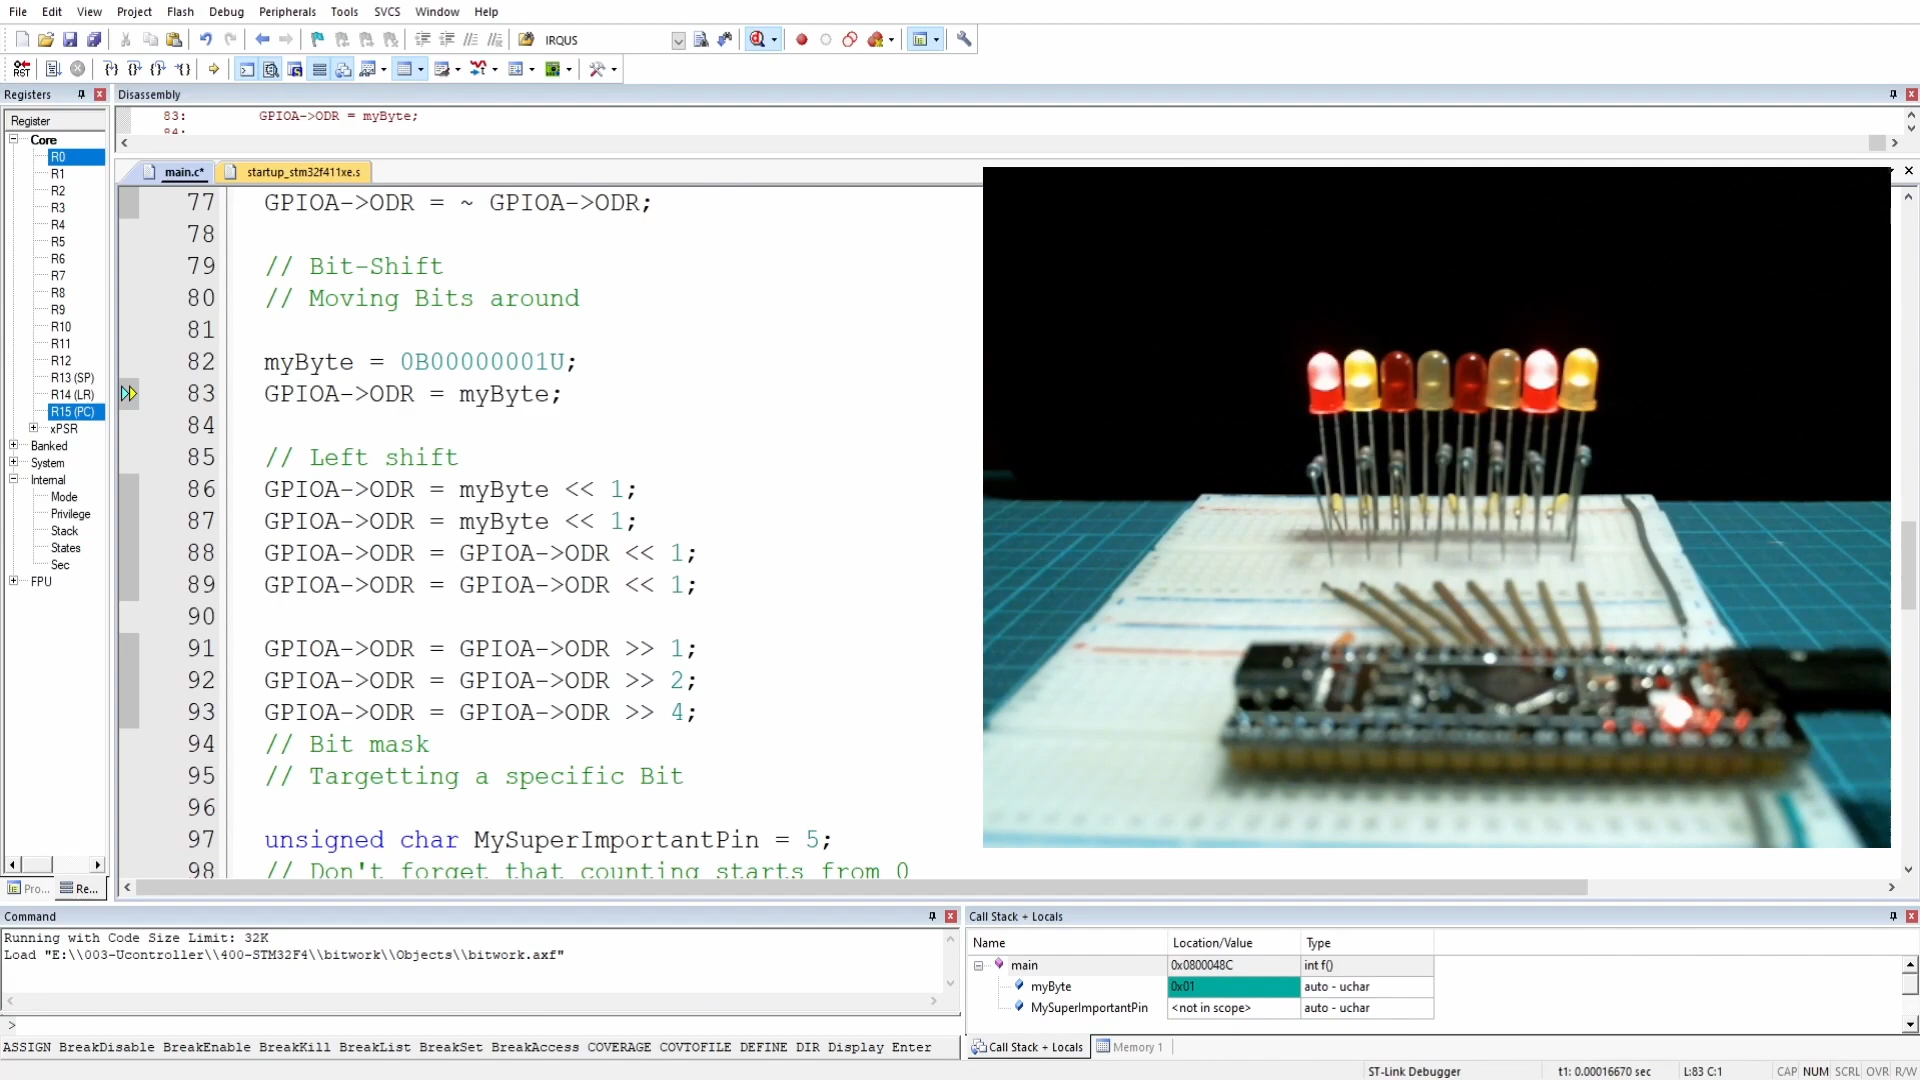 File Edit View Project Flash Debug Peripherals Tools SVCS Window Help
IRQUS
RST
Registers
Disassembly
Register
83: GPIOA->ODR = myByte;
84:
Core
R0
R1
R2
R3
R4
R5
R6
R7
R8
R9
R10
R11
R12
R13 (SP)
R14 (LR)
R15 (PC)
xPSR
Banked
System
Internal
Mode
Privilege
Stack
States
Sec
FPU
Pro... Re...
main.c* startup_stm32f411xe.s
77 GPIOA->ODR = ~ GPIOA->ODR;
78
79 // Bit-Shift
80 // Moving Bits around
81
82 myByte = 0B00000001U;
83 GPIOA->ODR = myByte;
84
85 // Left shift
86 GPIOA->ODR = myByte << 1;
87 GPIOA->ODR = myByte << 1;
88 GPIOA->ODR = GPIOA->ODR << 1;
89 GPIOA->ODR = GPIOA->ODR << 1;
90
91 GPIOA->ODR = GPIOA->ODR >> 1;
92 GPIOA->ODR = GPIOA->ODR >> 2;
93 GPIOA->ODR = GPIOA->ODR >> 4;
94 // Bit mask
95 // Targetting a specific Bit
96
97 unsigned char MySuperImportantPin = 5;
98 // Don't forget that counting starts from 0
Command
Running with Code Size Limit: 32K
Load "E:\\003-Ucontroller\\400-STM32F4\\bitwork\\Objects\\bitwork.axf"
>
ASSIGN BreakDisable BreakEnable BreakKill BreakList BreakSet BreakAccess COVERAGE COVTOFILE DEFINE DIR Display Enter
Call Stack + Locals
Name Location/Value Type
main 0x0800048C int f()
myByte 0x01 auto - uchar
MySuperImportantPin <not in scope> auto - uchar
Call Stack + Locals Memory 1
ST-Link Debugger t1: 0.00016670 sec L:83 C:1 CAP NUM SCRL OVR R/W